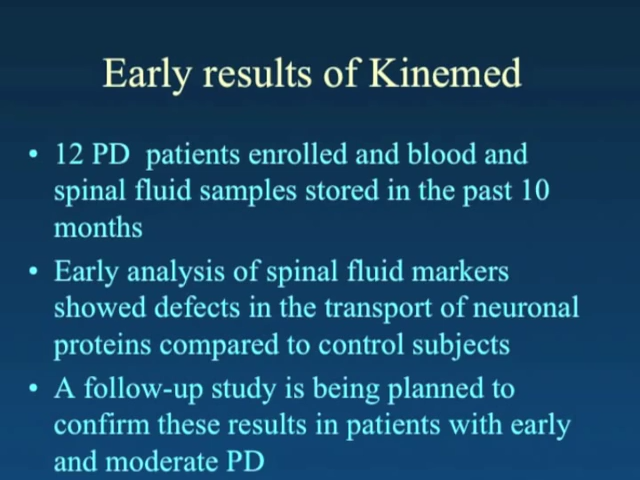 Early results of Kinemed
• 12 PD patients enrolled and blood and
spinal fluid samples stored in the past 10
months
• Early analysis of spinal fluid markers
showed defects in the transport of neuronal
proteins compared to control subjects
• A follow-up study is being planned to
confirm these results in patients with early
and moderate PD